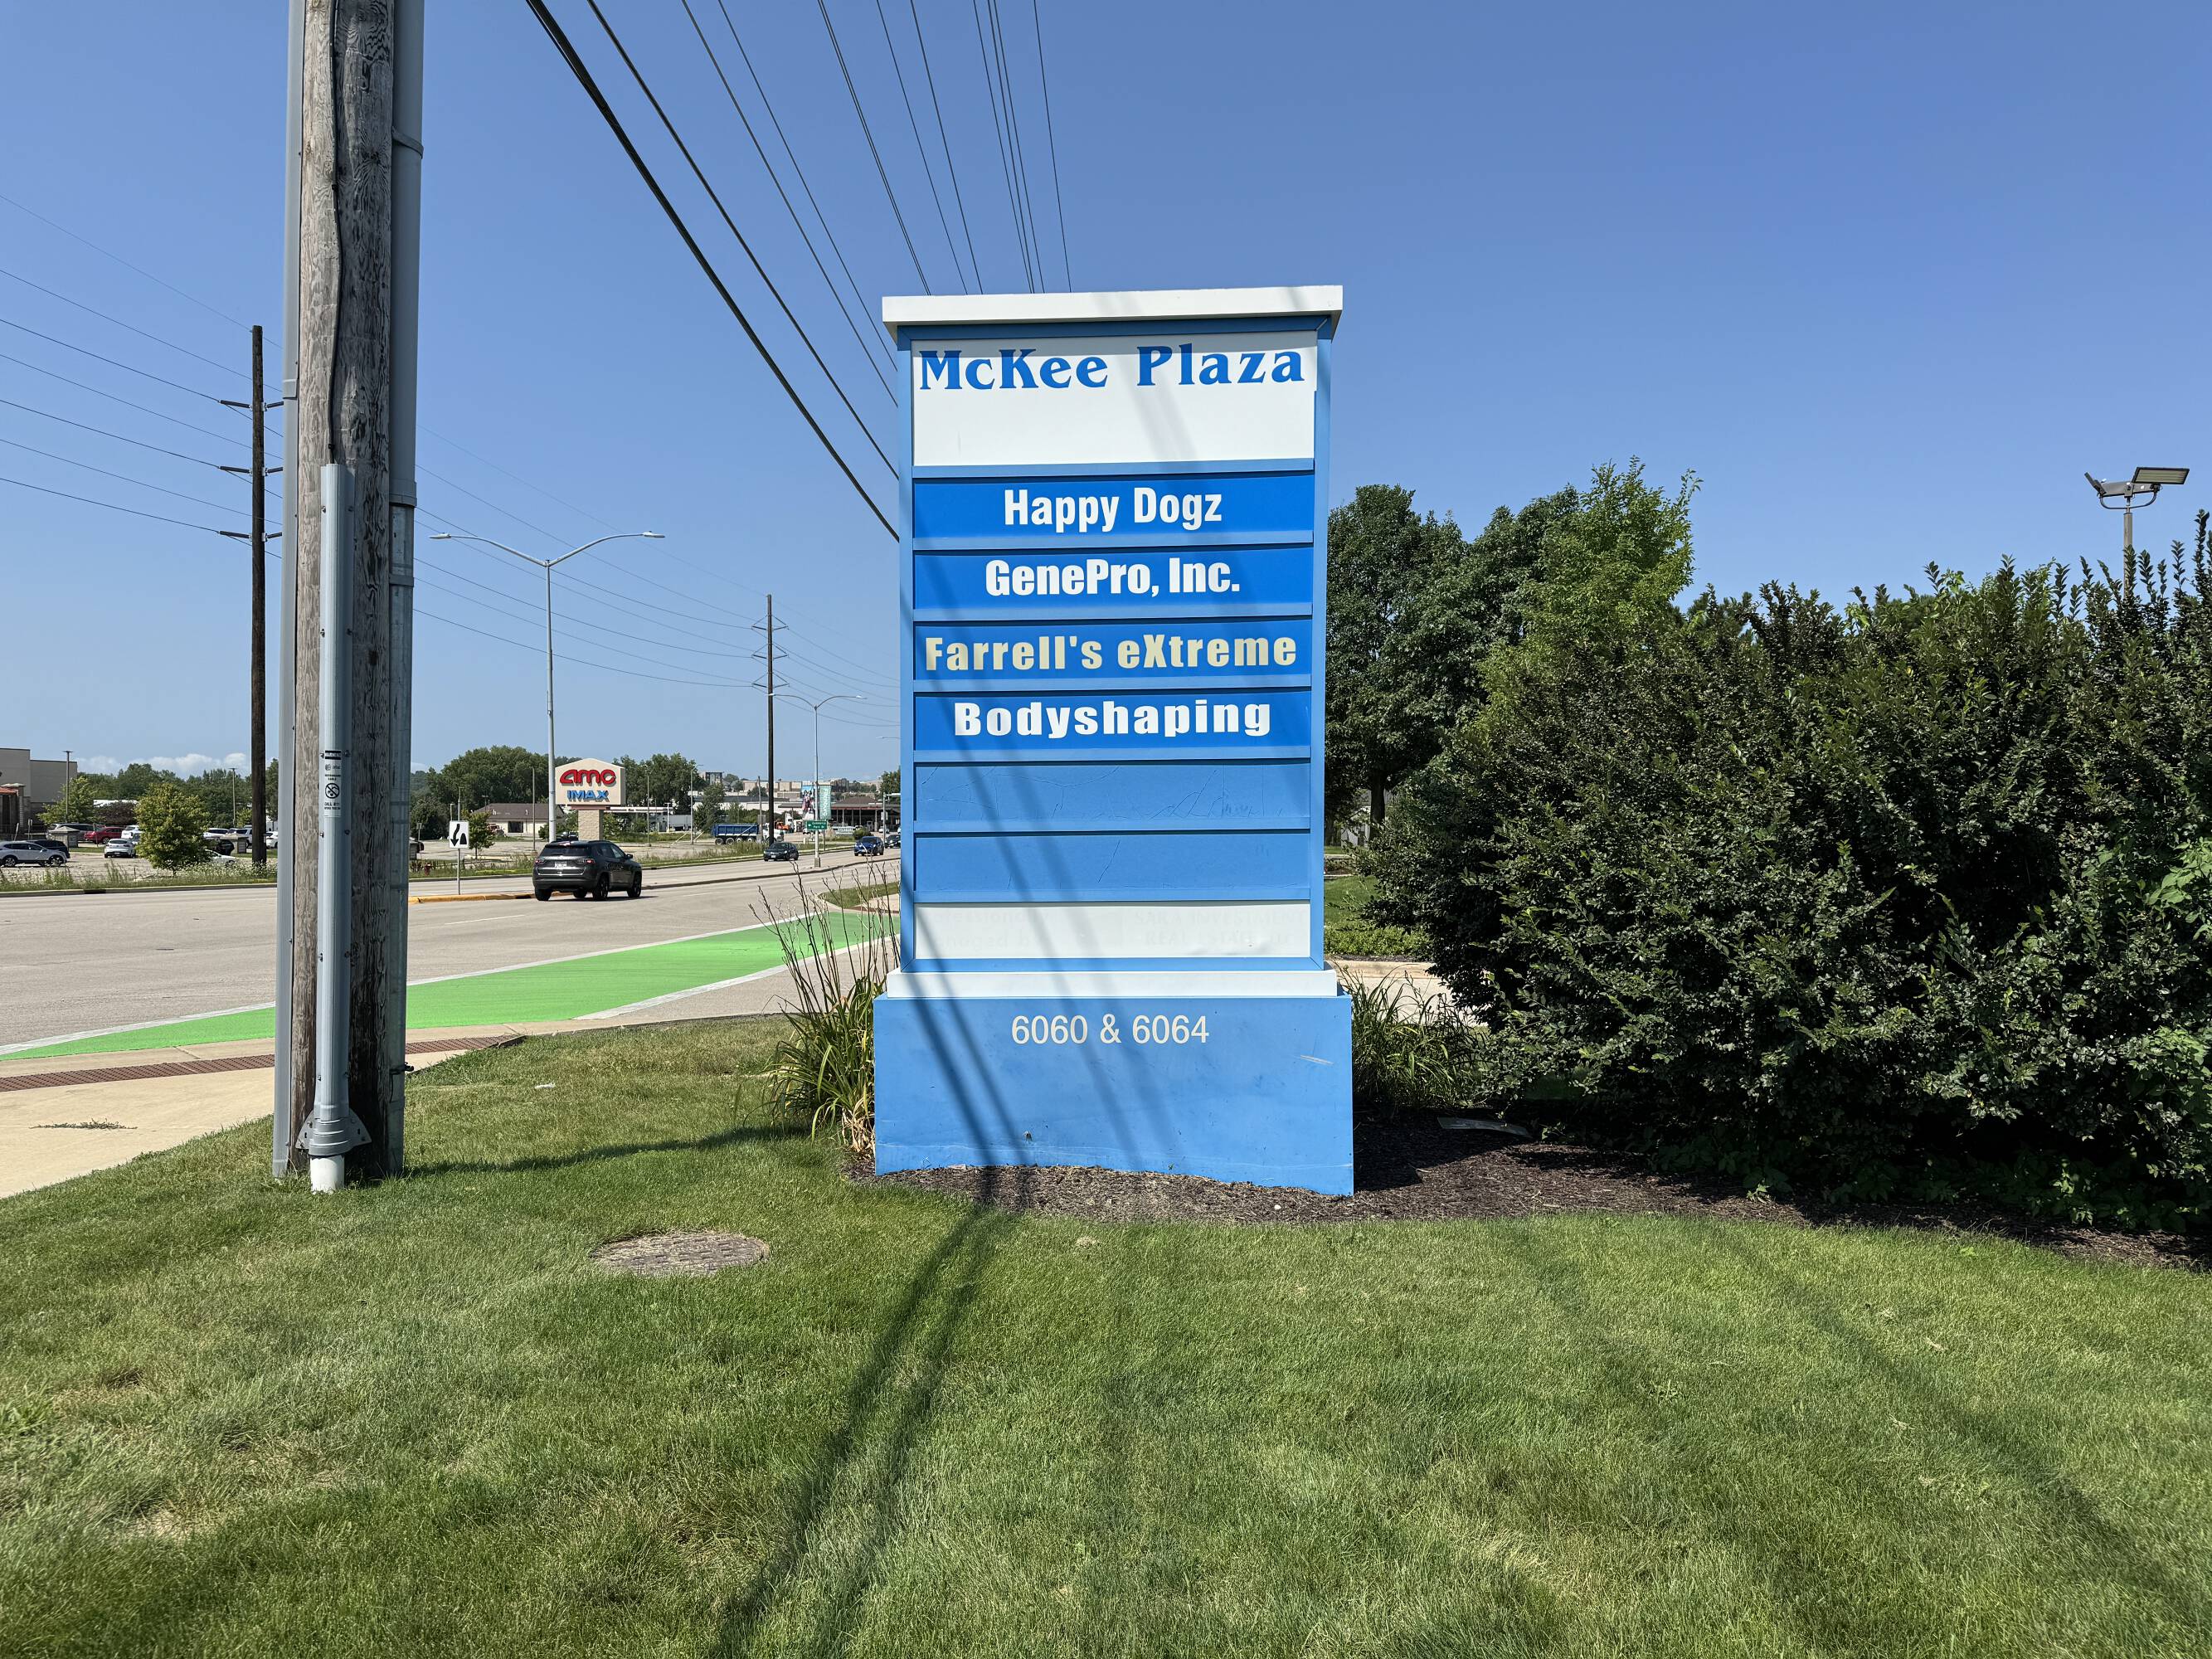 McKee Plaza
Happy Dogz
GenePro, Inc.
Farrell's eXtreme
Bodyshaping
6060 & 6064
amc
IMAX